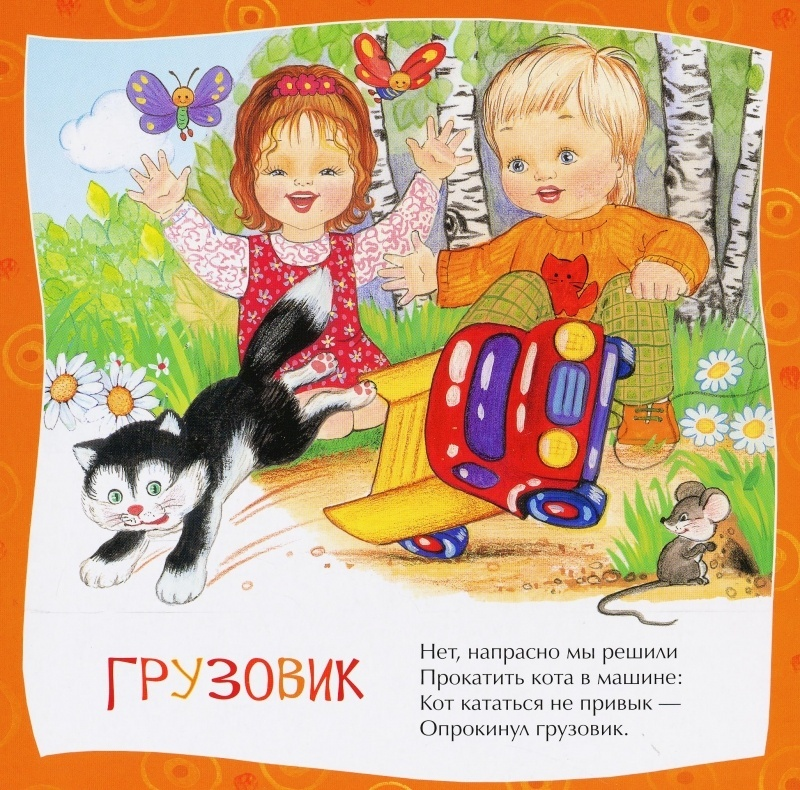 ГРУЗОВИК
Нет, напрасно мы решили
Прокатить кота в машине:
Кот кататься не привык —
Опрокинул грузовик.